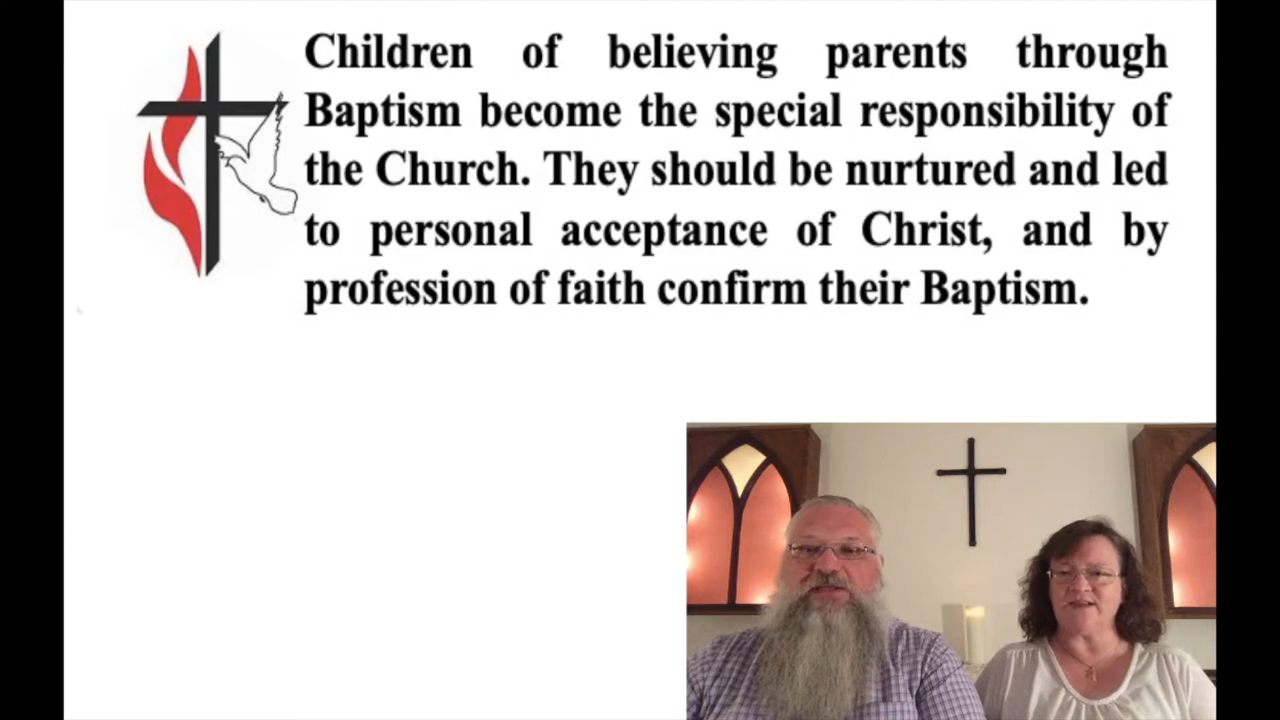 Children of believing parents through
Baptism become the special responsibility of
the Church. They should be nurtured and led
to personal acceptance of Christ, and by
profession of faith confirm their Baptism.